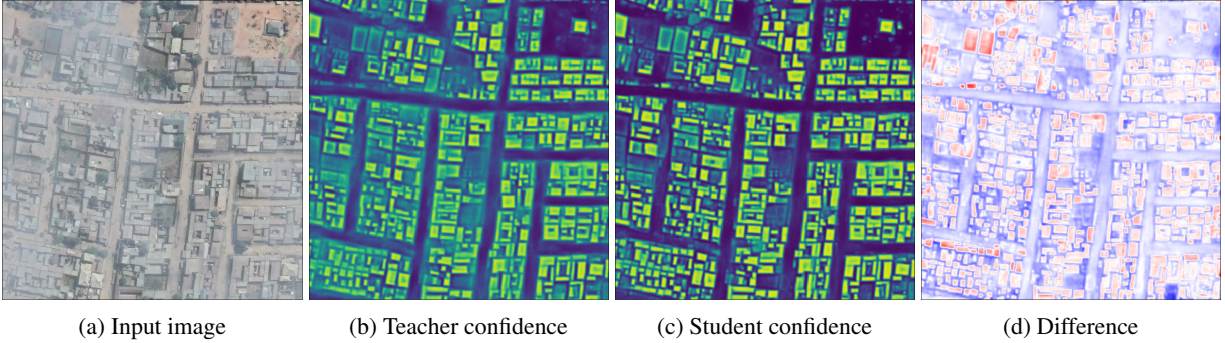 (a) Input image
(b) Teacher confidence
(c) Student confidence
(d) Difference